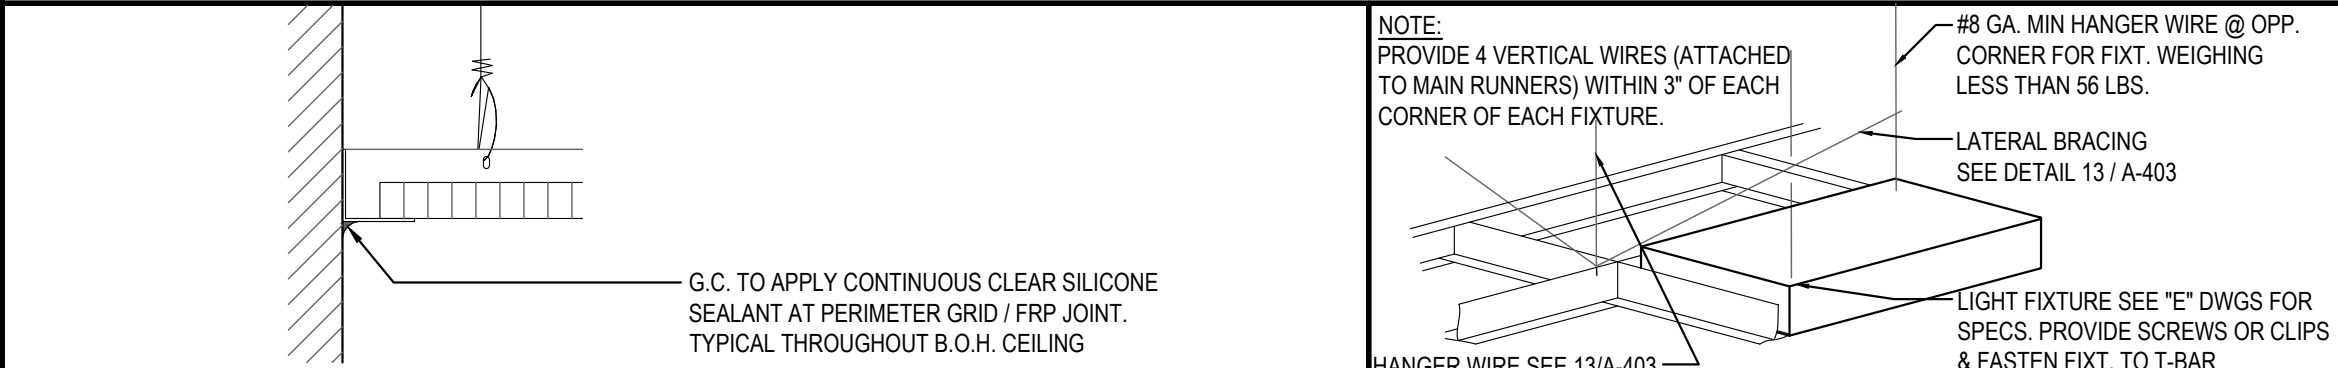 G.C. TO APPLY CONTINUOUS CLEAR SILICONE
SEALANT AT PERIMETER GRID / FRP JOINT.
TYPICAL THROUGHOUT B.O.H. CEILING
NOTE:
PROVIDE 4 VERTICAL WIRES (ATTACHED
TO MAIN RUNNERS) WITHIN 3" OF EACH
CORNER OF EACH FIXTURE.
#8 GA. MIN HANGER WIRE @ OPP.
CORNER FOR FIXT. WEIGHING
LESS THAN 56 LBS.
LATERAL BRACING
SEE DETAIL 13 / A-403
LIGHT FIXTURE SEE "E" DWGS FOR
SPECS. PROVIDE SCREWS OR CLIPS
& FASTEN FIXT. TO T-BAR
HANGER WIRE SEE 13/A-403